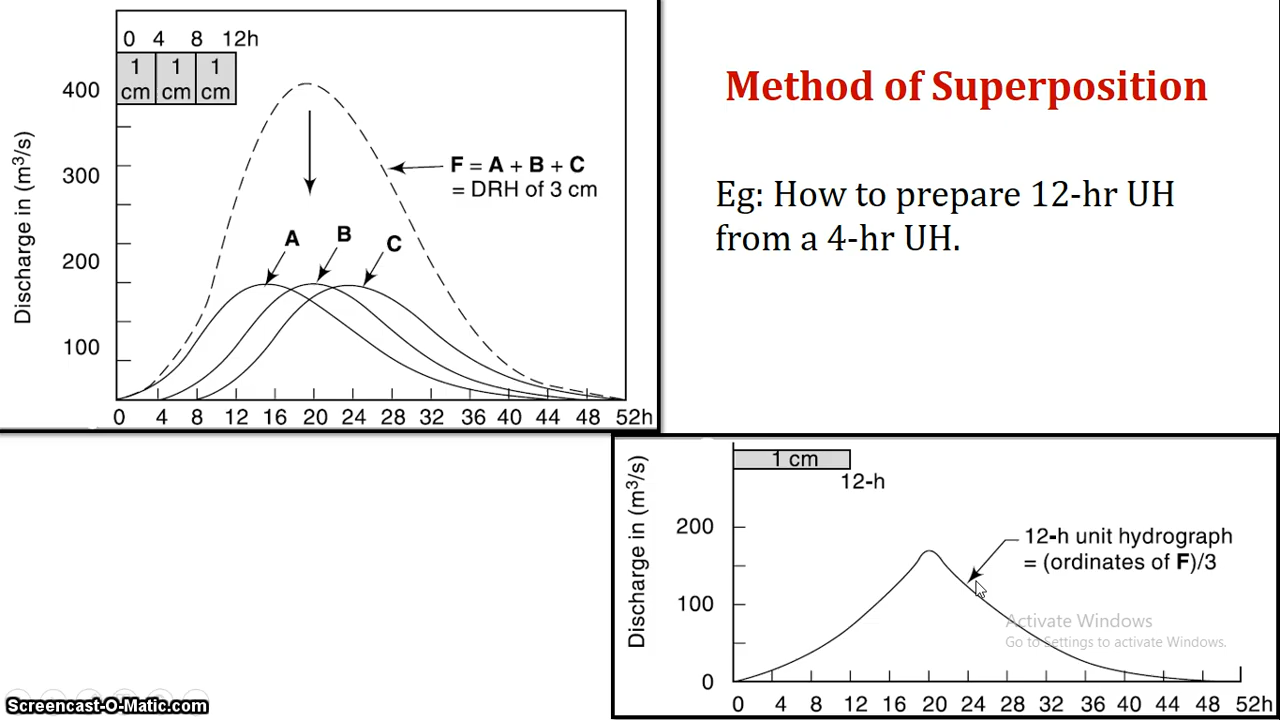 0 4 8 12h
1 1 1
cm cm cm
400
300
200
100
Discharge in (m³/s)
F = A + B + C
= DRH of 3 cm
A B C
0 4 8 12 16 20 24 28 32 36 40 44 48 52h
Method of Superposition
Eg: How to prepare 12-hr UH
from a 4-hr UH.
1 cm
12-h
200
100
0
Discharge in (m³/s)
12-h unit hydrograph
= (ordinates of F)/3
0 4 8 12 16 20 24 28 32 36 40 44 48 52h
Activate Windows
Go to Settings to activate Windows.
Screencast-O-Matic.com